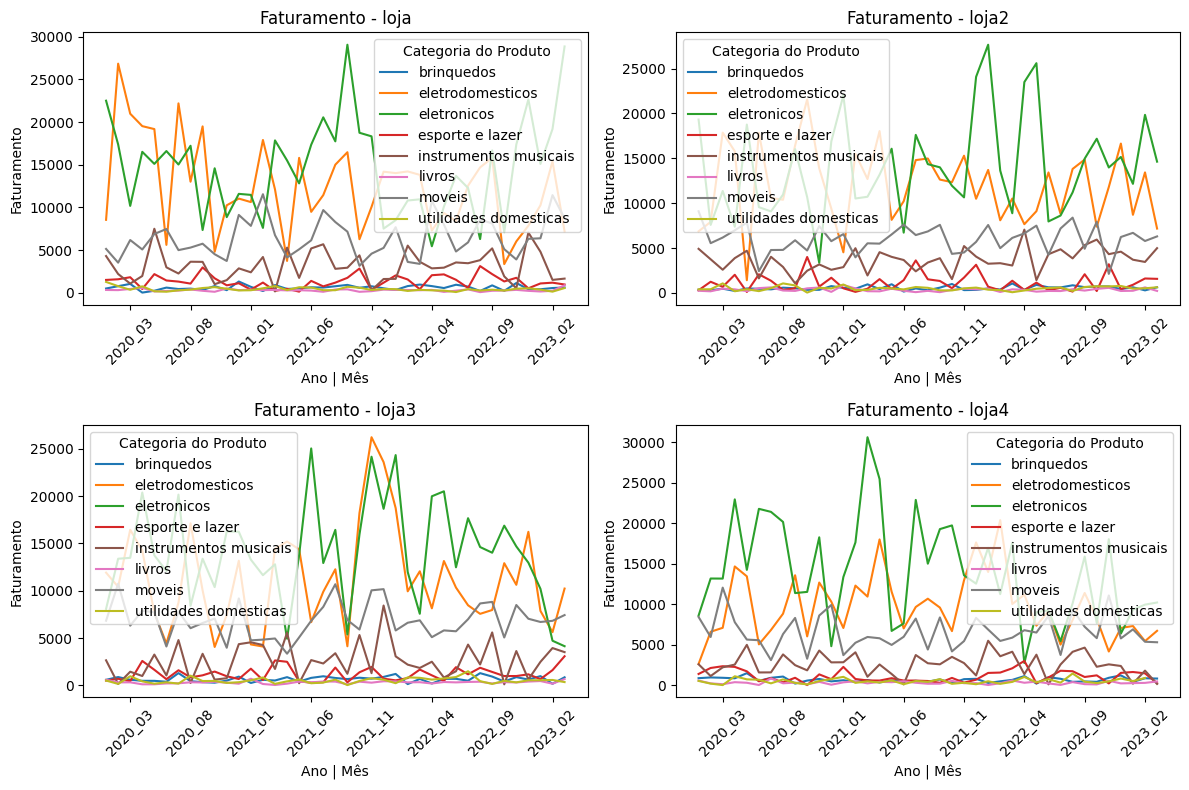 Faturamento - loja
Faturamento
30000
25000
20000
15000
10000
5000
0
Categoria do Produto
brinquedos
eletrodomesticos
eletronicos
esporte e lazer
instrumentos musicais
livros
moveis
utilidades domesticas
2020_03
2020_08
2021_01
2021_06
2021_11
2022_04
2022_09
2023_02
Ano | Mês
Faturamento - loja2
Faturamento
25000
20000
15000
10000
5000
0
Categoria do Produto
brinquedos
eletrodomesticos
eletronicos
esporte e lazer
instrumentos musicais
livros
moveis
utilidades domesticas
2020_03
2020_08
2021_01
2021_06
2021_11
2022_04
2022_09
2023_02
Ano | Mês
Faturamento - loja3
Faturamento
25000
20000
15000
10000
5000
0
Categoria do Produto
brinquedos
eletrodomesticos
eletronicos
esporte e lazer
instrumentos musicais
livros
moveis
utilidades domesticas
2020_03
2020_08
2021_01
2021_06
2021_11
2022_04
2022_09
2023_02
Ano | Mês
Faturamento - loja4
Faturamento
30000
25000
20000
15000
10000
5000
0
Categoria do Produto
brinquedos
eletrodomesticos
eletronicos
esporte e lazer
instrumentos musicais
livros
moveis
utilidades domesticas
2020_03
2020_08
2021_01
2021_06
2021_11
2022_04
2022_09
2023_02
Ano | Mês